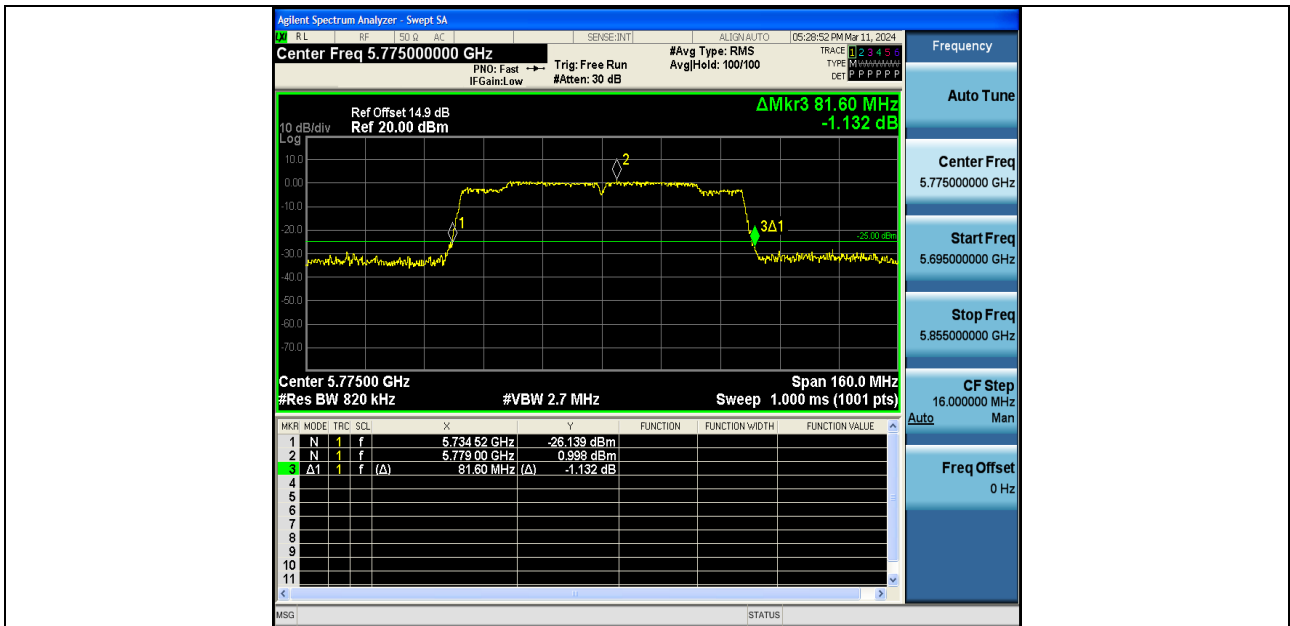 Agilent Spectrum Analyzer - Swept SA
LXI RL RF 50 Ω AC SENSE:INT ALIGN AUTO 05:28:52 PM Mar 11, 2024
Center Freq 5.775000000 GHz
PNO: Fast
IFGain:Low
Trig: Free Run
#Atten: 30 dB
#Avg Type: RMS
Avg|Hold: 100/100
TRACE 1 2 3 4 5 6
TYPE M
DET P P P P P P
ΔMkr3 81.60 MHz
-1.132 dB
Ref Offset 14.9 dB
10 dB/div Ref 20.00 dBm
Log
10.0
0.00
-10.0
-20.0
-30.0
-40.0
-50.0
-60.0
-70.0
1
2
3Δ1
-25.00 dBm
Center 5.77500 GHz Span 160.0 MHz
#Res BW 820 kHz #VBW 2.7 MHz Sweep 1.000 ms (1001 pts)
MKR MODE TRC SCL X Y FUNCTION FUNCTION WIDTH FUNCTION VALUE
1 N 1 f 5.734 52 GHz -26.139 dBm
2 N 1 f 5.779 00 GHz 0.998 dBm
3 Δ1 1 f (Δ) 81.60 MHz (Δ) -1.132 dB
4
5
6
7
8
9
10
11
MSG STATUS
Frequency
Auto Tune
Center Freq
5.775000000 GHz
Start Freq
5.695000000 GHz
Stop Freq
5.855000000 GHz
CF Step
16.000000 MHz
Auto Man
Freq Offset
0 Hz